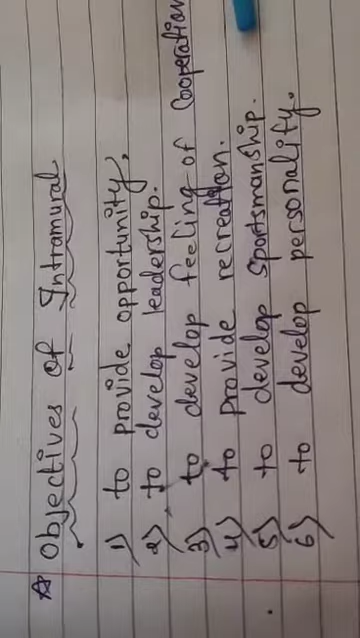 ☆ Objectives of Intramural
1) to provide opportunity.
2) to develop leadership.
3) to develop feeling of Cooperation
4) to provide recreation.
5) to develop sportsmanship.
6) to develop personality.